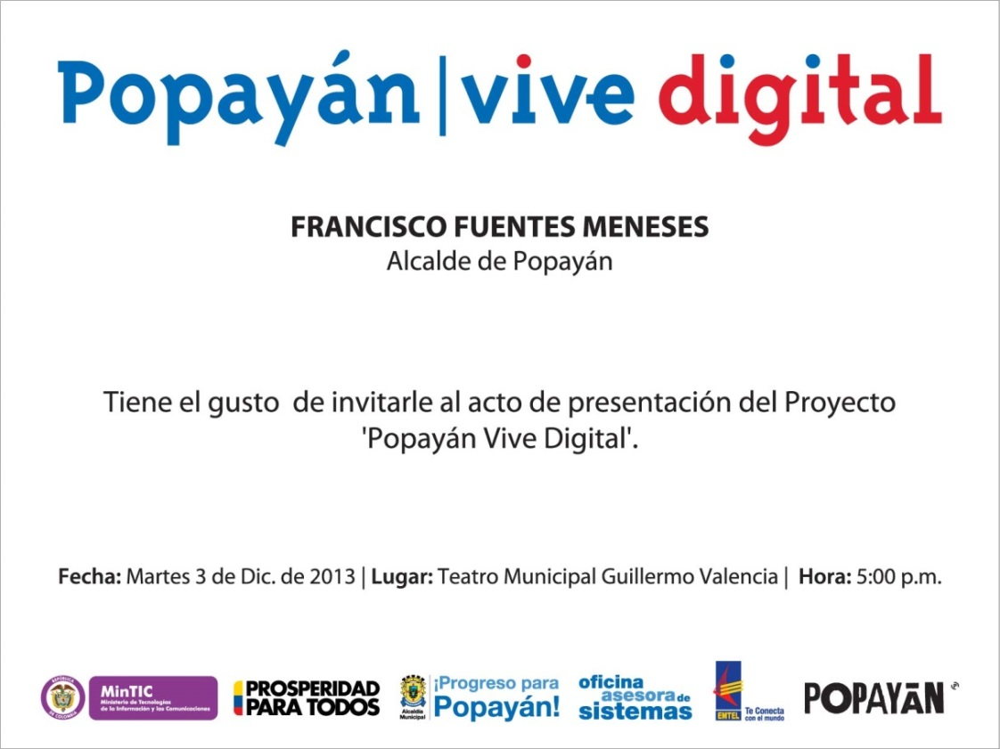 Popayán|vive digital
FRANCISCO FUENTES MENESES
Alcalde de Popayán
Tiene el gusto  de invitarle al acto de presentación del Proyecto
'Popayán Vive Digital'.
Fecha: Martes 3 de Dic. de 2013 | Lugar: Teatro Municipal Guillermo Valencia |  Hora: 5:00 p.m.
REPÚBLICA
DE COLOMBIA
MinTIC
Ministerio de Tecnologías
de la Información y las Comunicaciones
PROSPERIDAD
PARA TODOS
Alcaldía
Municipal
¡Progreso para
Popayán!
oficina
asesora de
sistemas
EMTEL
Te Conecta
con el mundo
POPAYāN